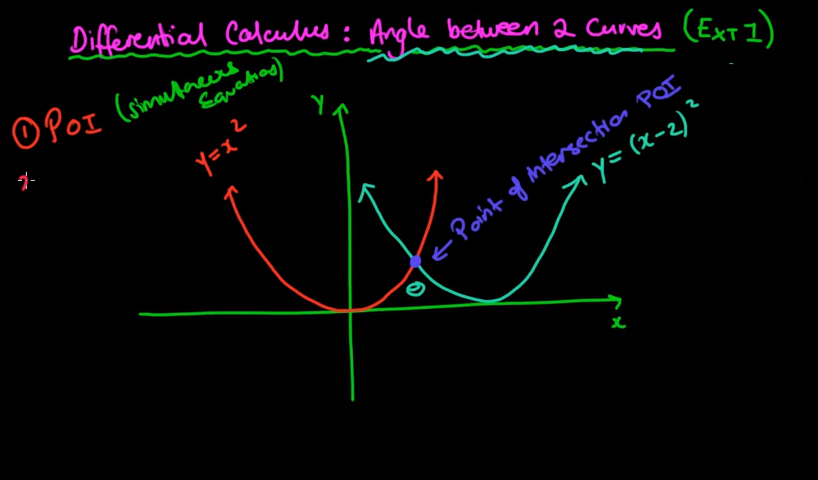 Differential Calculus : Angle between 2 Curves (EXT 1)
① POI (Simultaneous
Equations)
Y
y=x²
Point of Intersection POI
y=(x-2)²
θ
x